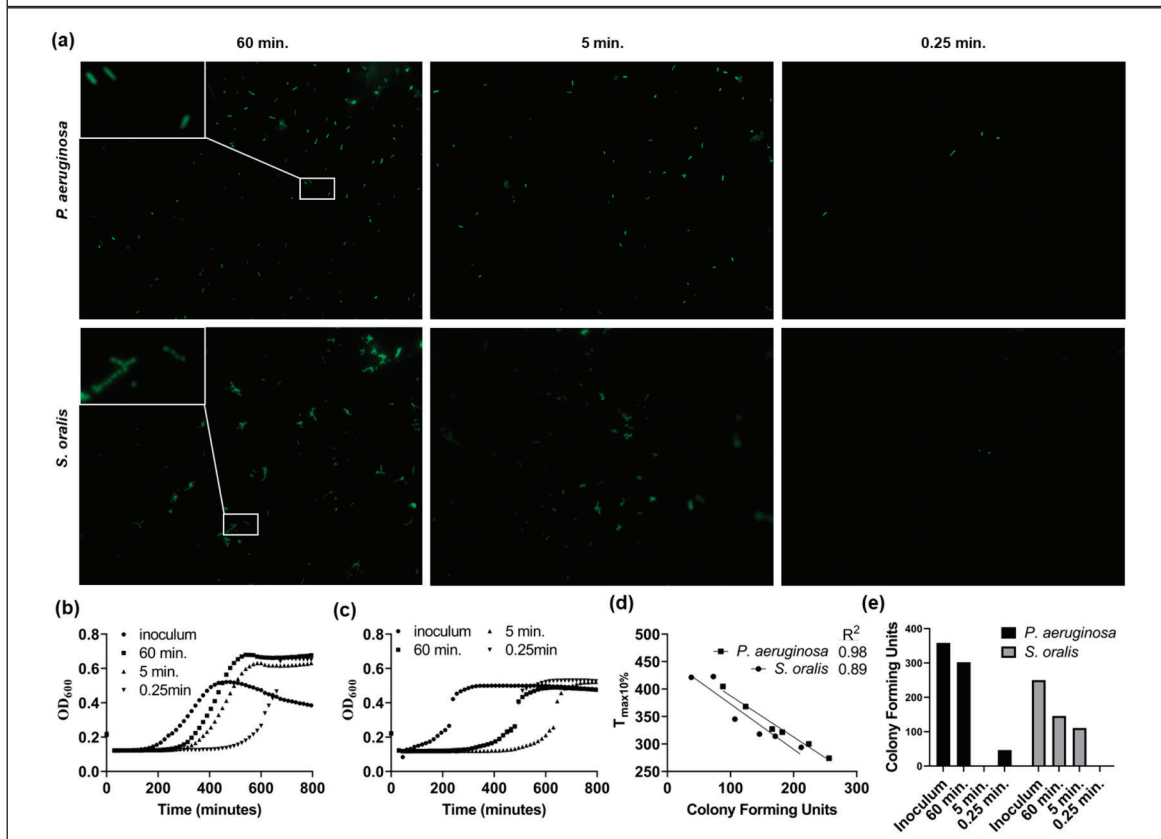 (a)
60 min.
5 min.
0.25 min.
P. aeruginosa
S. oralis
(b)
0.8
0.6
0.4
0.2
0.0
OD600
inoculum
60 min.
5 min.
0.25min
0
200
400
600
800
Time (minutes)
(c)
0.8
0.6
0.4
0.2
0.0
OD600
inoculum
60 min.
5 min.
0.25min
0
200
400
600
800
Time (minutes)
(d)
500
450
400
350
300
250
Tmax10%
R2
P. aeruginosa 0.98
S. oralis 0.89
0
100
200
300
Colony Forming Units
(e)
400
300
200
100
0
Colony Forming Units
P. aeruginosa
S. oralis
Inoculum
60 min.
5 min.
0.25 min.
Inoculum
60 min.
5 min.
0.25 min.